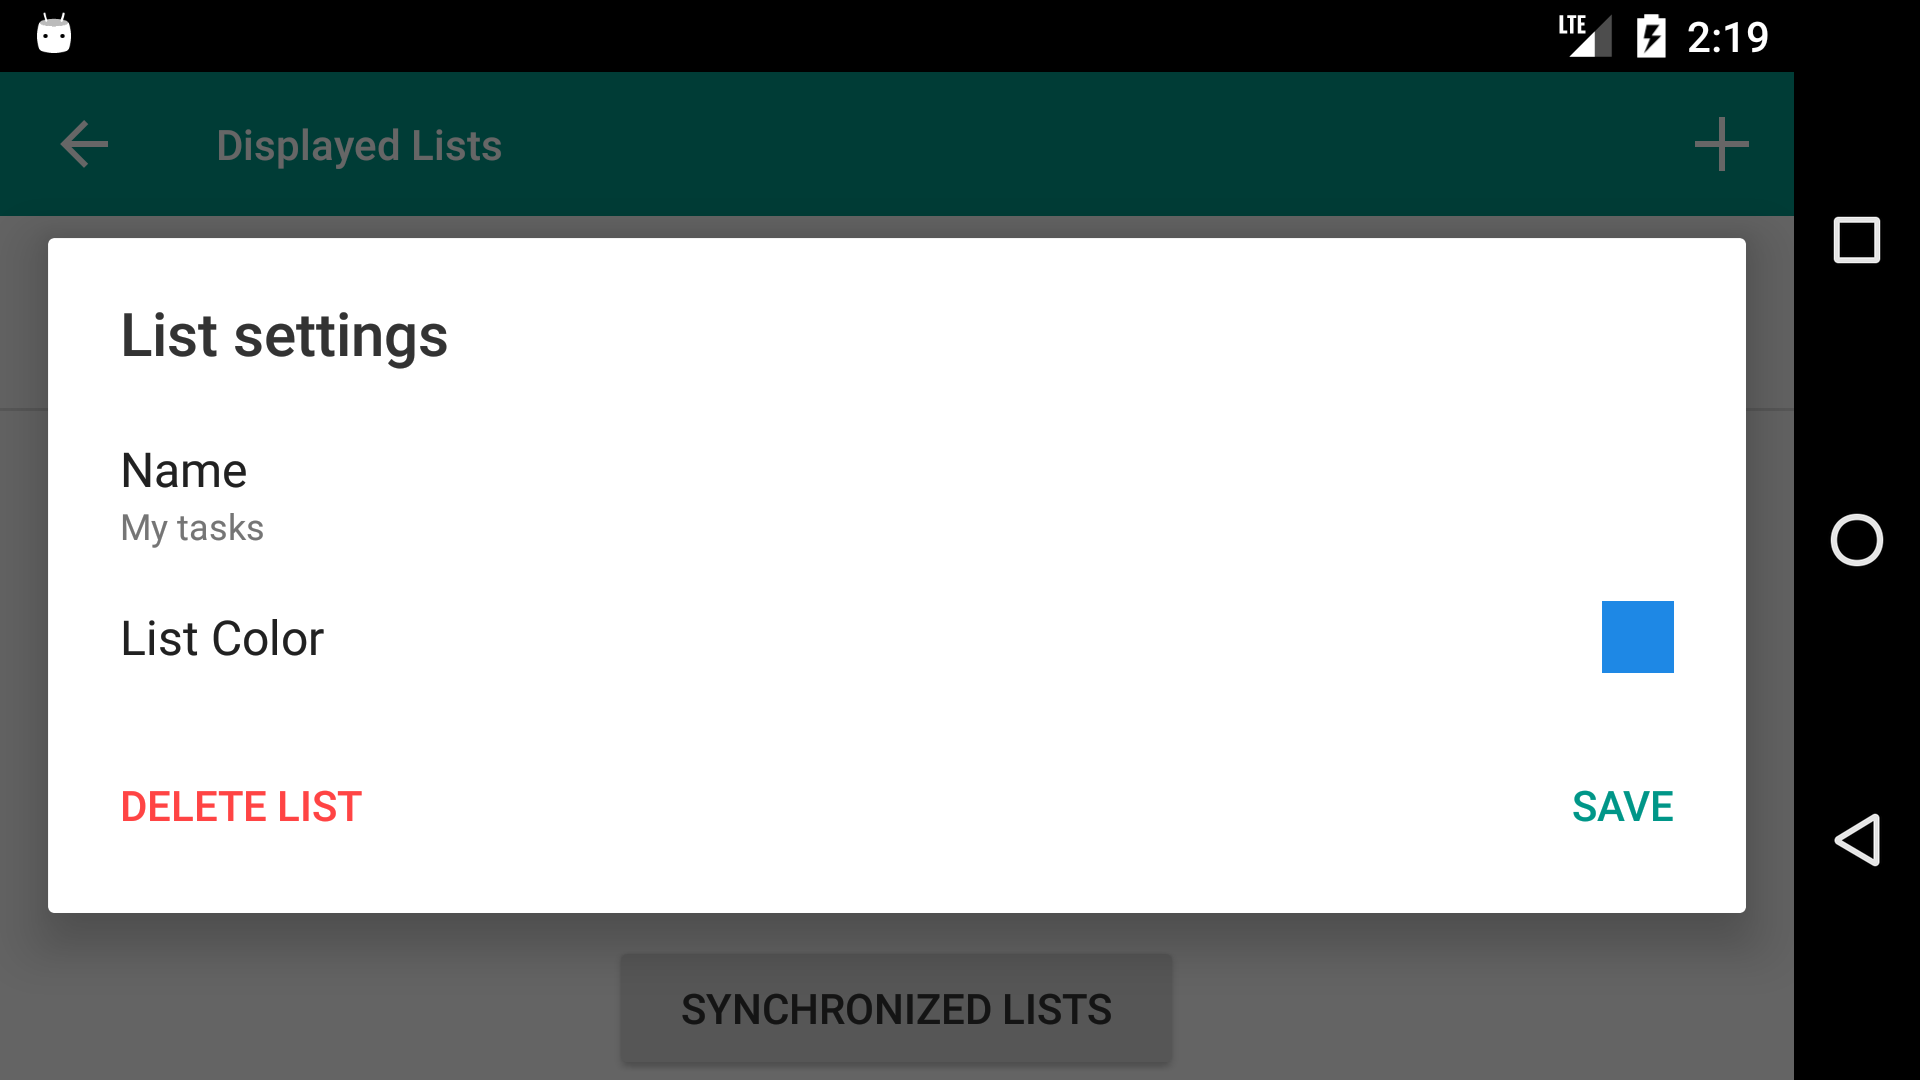 LTE 2:19
Displayed Lists
List settings
Name
My tasks
List Color
DELETE LIST
SAVE
SYNCHRONIZED LISTS